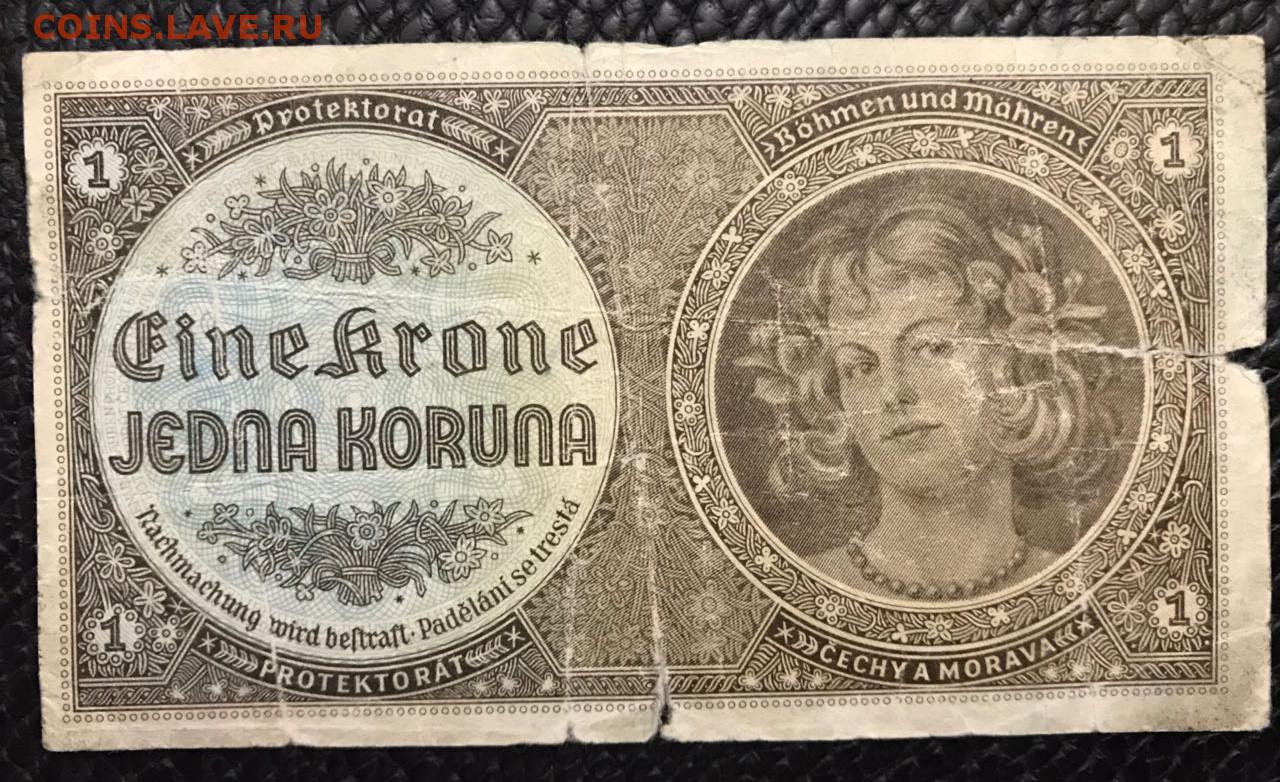 COINS.LAVE.RU
Protektorat
Böhmen und Mähren
1
1
Eine Krone
JEDNA KORUNA
Nachmachung wird bestraft · Padělání se trestá
1
1
PROTEKTORÁT
ČECHY A MORAVA